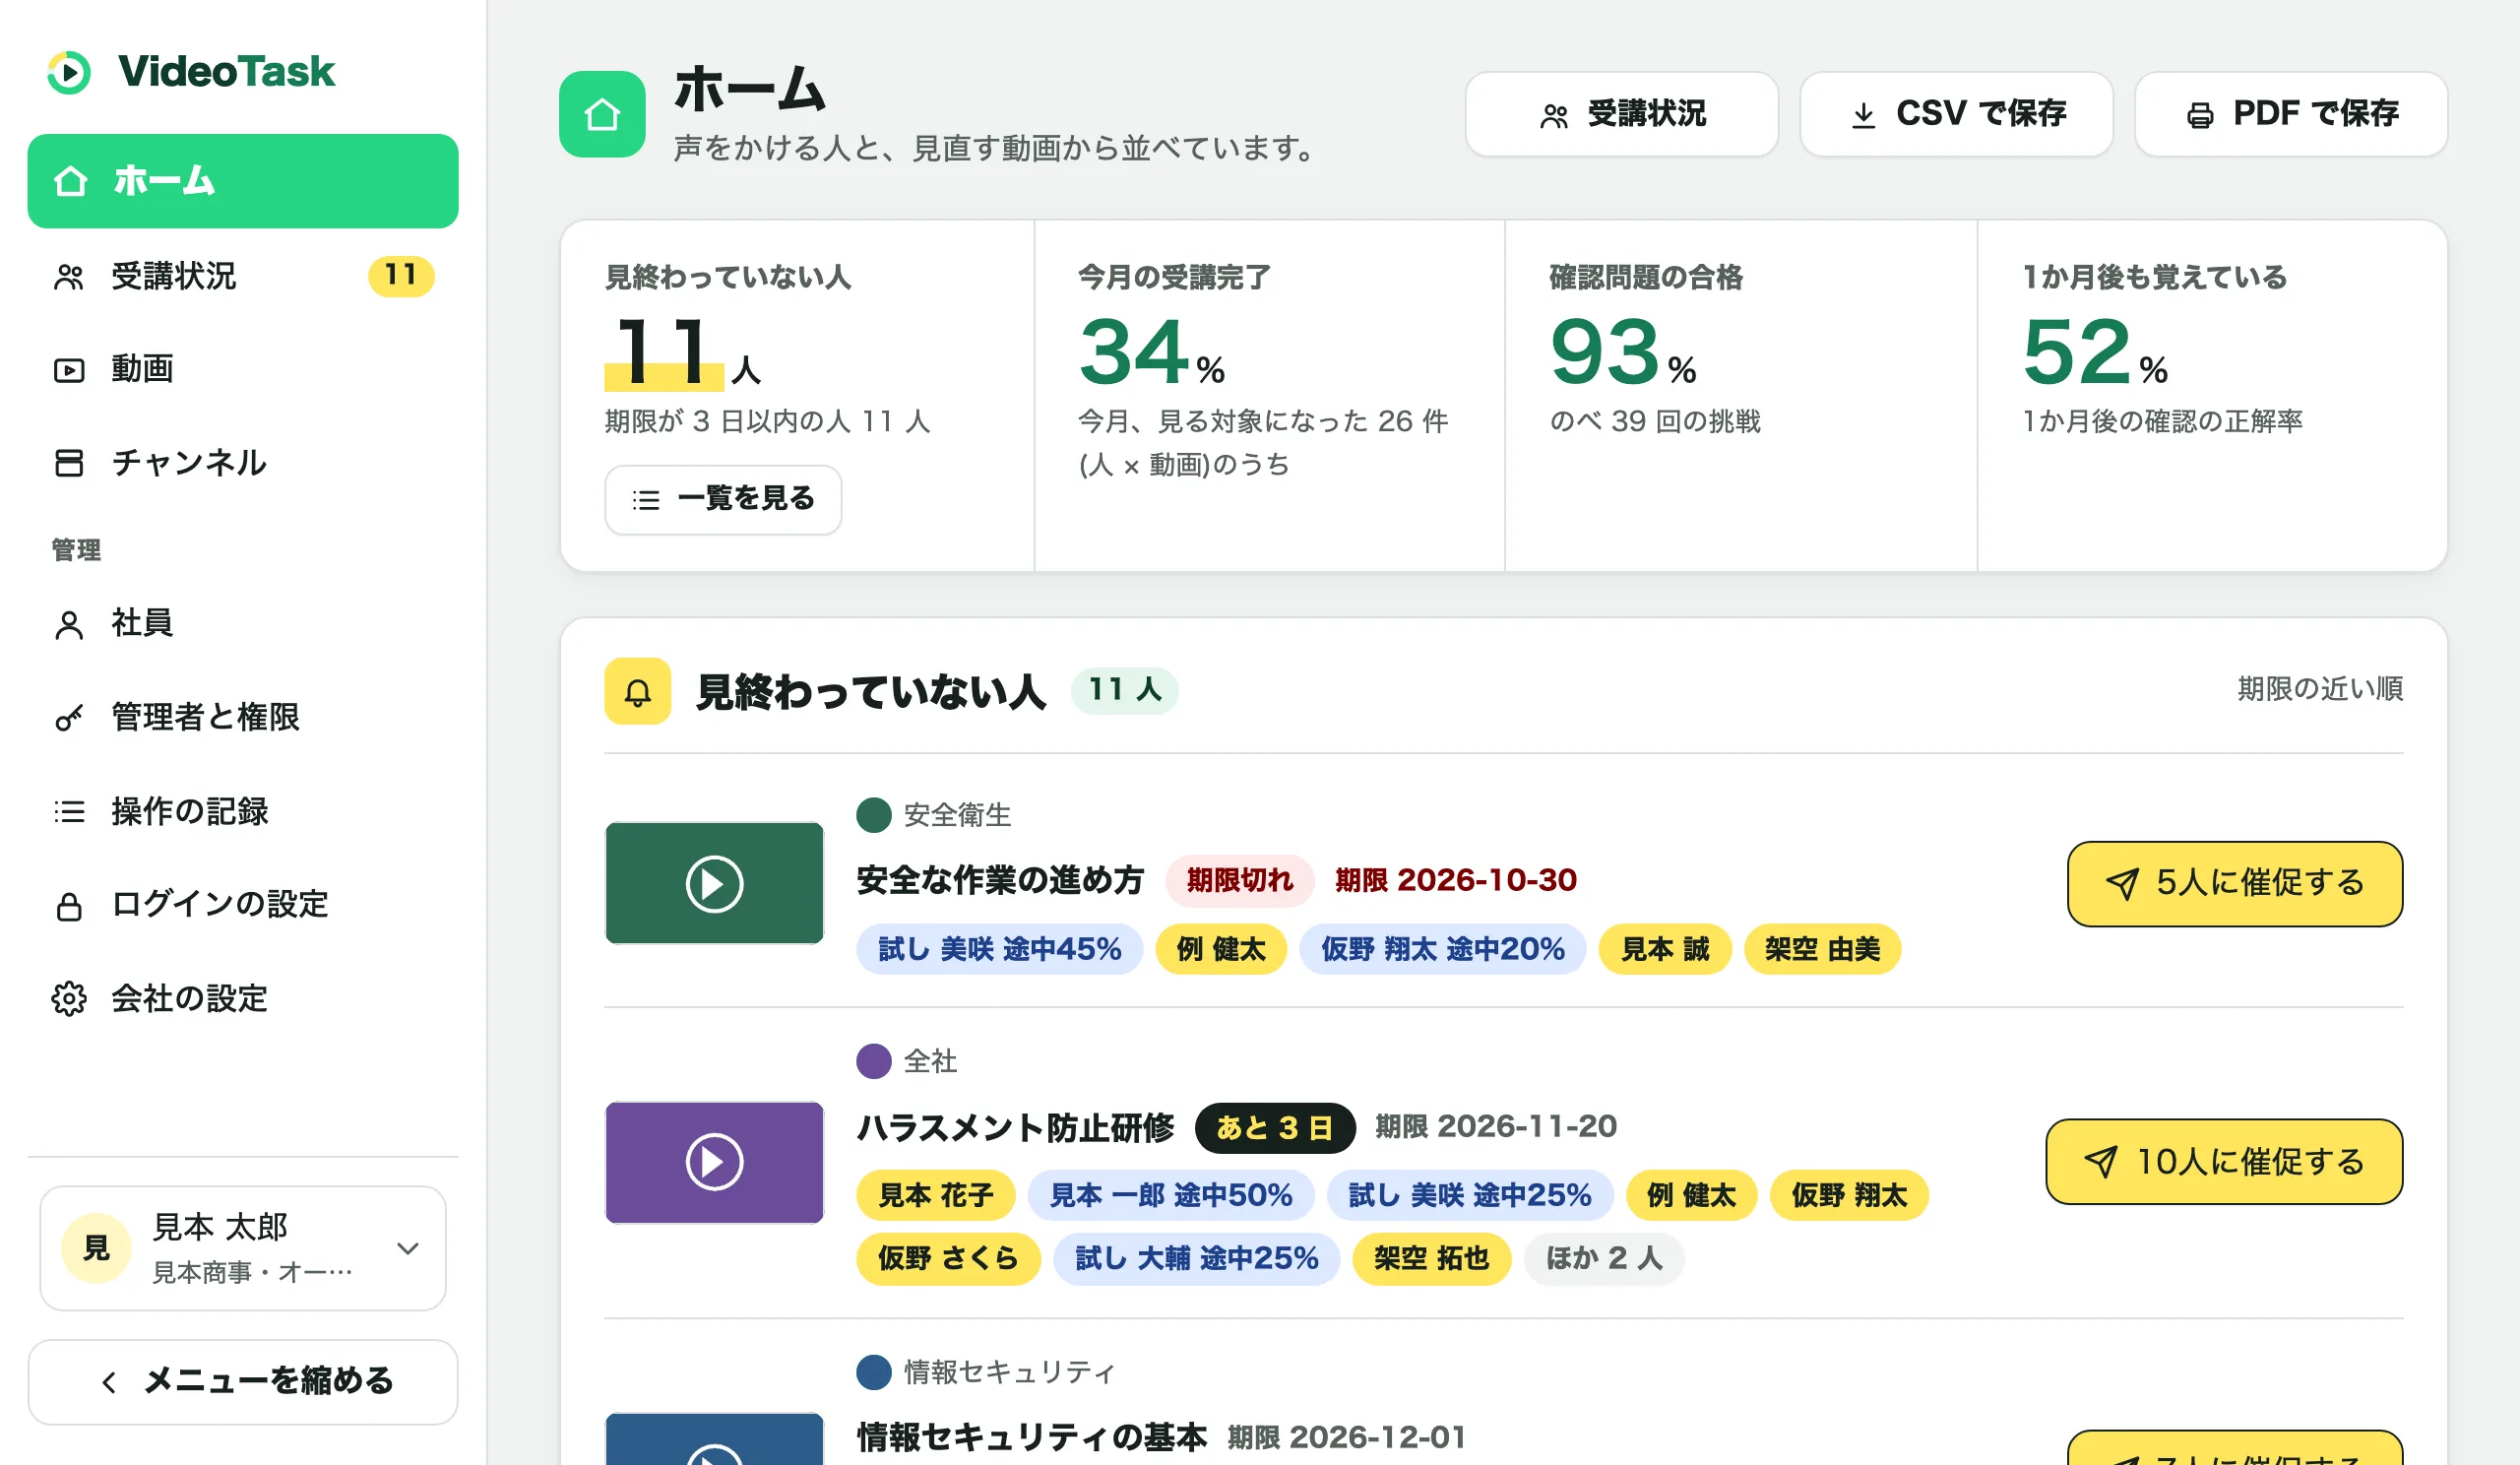 VideoTask
ホーム
受講状況 11
動画
チャンネル
管理
社員
管理者と権限
操作の記録
ログインの設定
会社の設定
見 見本 太郎
見本商事・オー…
メニューを縮める
ホーム
声をかける人と、見直す動画から並べています。
受講状況
CSV で保存
PDF で保存
見終わっていない人
11人
期限が 3 日以内の人 11 人
一覧を見る
今月の受講完了
34%
今月、見る対象になった 26 件
(人 × 動画)のうち
確認問題の合格
93%
のべ 39 回の挑戦
1か月後も覚えている
52%
1か月後の確認の正解率
見終わっていない人 11 人
期限の近い順
安全衛生
安全な作業の進め方 期限切れ 期限 2026-10-30
試し 美咲 途中45% 例 健太 仮野 翔太 途中20% 見本 誠 架空 由美
5人に催促する
全社
ハラスメント防止研修 あと 3 日 期限 2026-11-20
見本 花子 見本 一郎 途中50% 試し 美咲 途中25% 例 健太 仮野 翔太
仮野 さくら 試し 大輔 途中25% 架空 拓也 ほか 2 人
10人に催促する
情報セキュリティ
情報セキュリティの基本 期限 2026-12-01